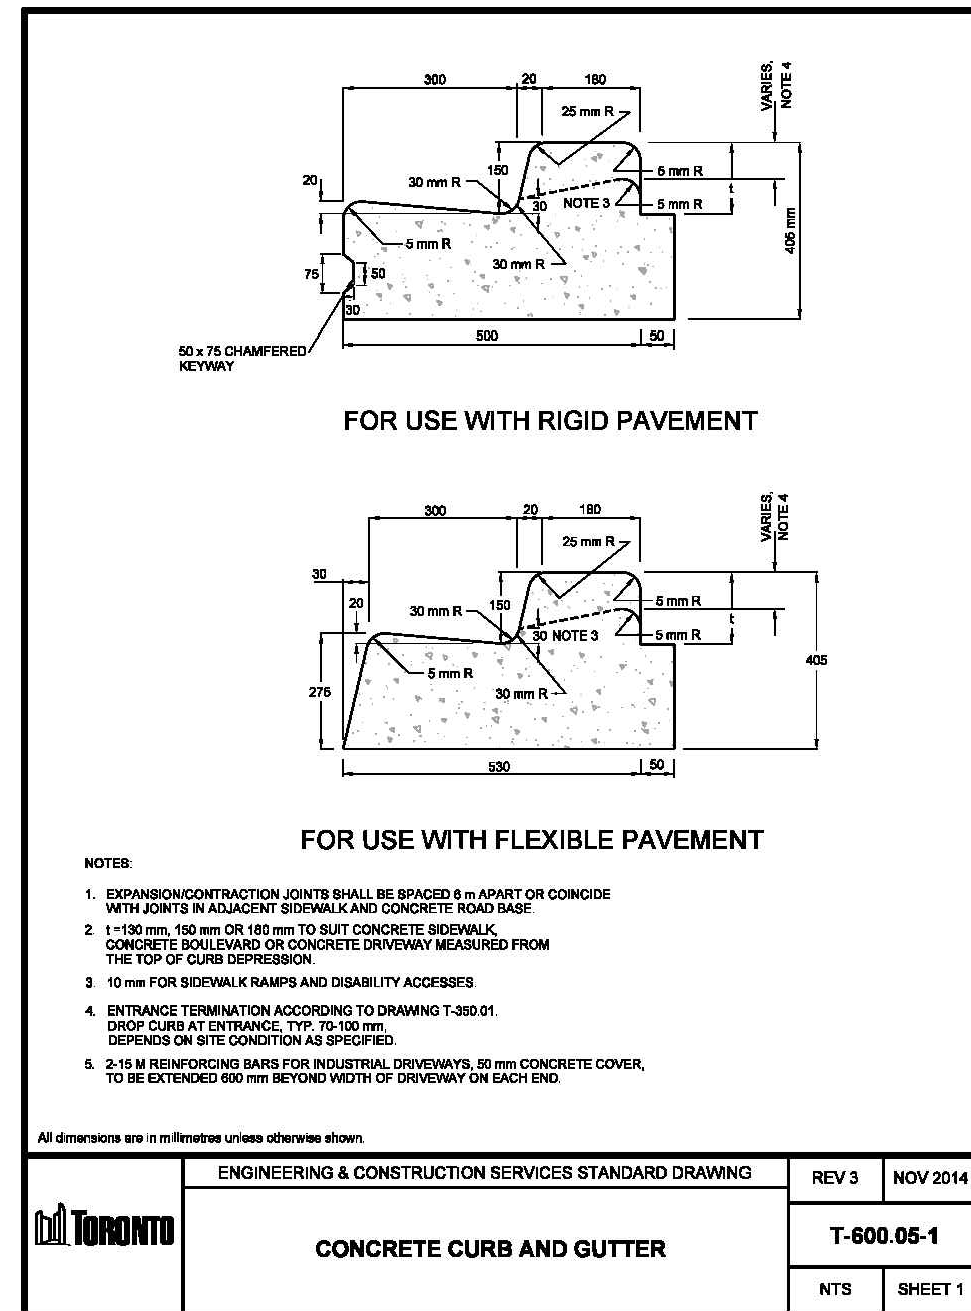 300
20
180
VARIES,
NOTE 4
25 mm R
150
20
30 mm R
5 mm R
t
30
NOTE 3
5 mm R
405 mm
5 mm R
30 mm R
75
50
30
500
50
50 x 75 CHAMFERED
KEYWAY
FOR USE WITH RIGID PAVEMENT
300
20
180
VARIES,
NOTE 4
25 mm R
30
20
150
30 mm R
5 mm R
t
30 NOTE 3
5 mm R
405
5 mm R
275
30 mm R
530
50
FOR USE WITH FLEXIBLE PAVEMENT
NOTES:
1. EXPANSION/CONTRACTION JOINTS SHALL BE SPACED 6 m APART OR COINCIDE
WITH JOINTS IN ADJACENT SIDEWALK AND CONCRETE ROAD BASE.
2. t =130 mm, 150 mm OR 180 mm TO SUIT CONCRETE SIDEWALK,
CONCRETE BOULEVARD OR CONCRETE DRIVEWAY MEASURED FROM
THE TOP OF CURB DEPRESSION.
3. 10 mm FOR SIDEWALK RAMPS AND DISABILITY ACCESSES.
4. ENTRANCE TERMINATION ACCORDING TO DRAWING T-350.01.
DROP CURB AT ENTRANCE, TYP. 70-100 mm,
DEPENDS ON SITE CONDITION AS SPECIFIED.
5. 2-15 M REINFORCING BARS FOR INDUSTRIAL DRIVEWAYS, 50 mm CONCRETE COVER,
TO BE EXTENDED 600 mm BEYOND WIDTH OF DRIVEWAY ON EACH END.
All dimensions are in millimetres unless otherwise shown.
ENGINEERING & CONSTRUCTION SERVICES STANDARD DRAWING
REV 3
NOV 2014
TORONTO
CONCRETE CURB AND GUTTER
T-600.05-1
NTS
SHEET 1